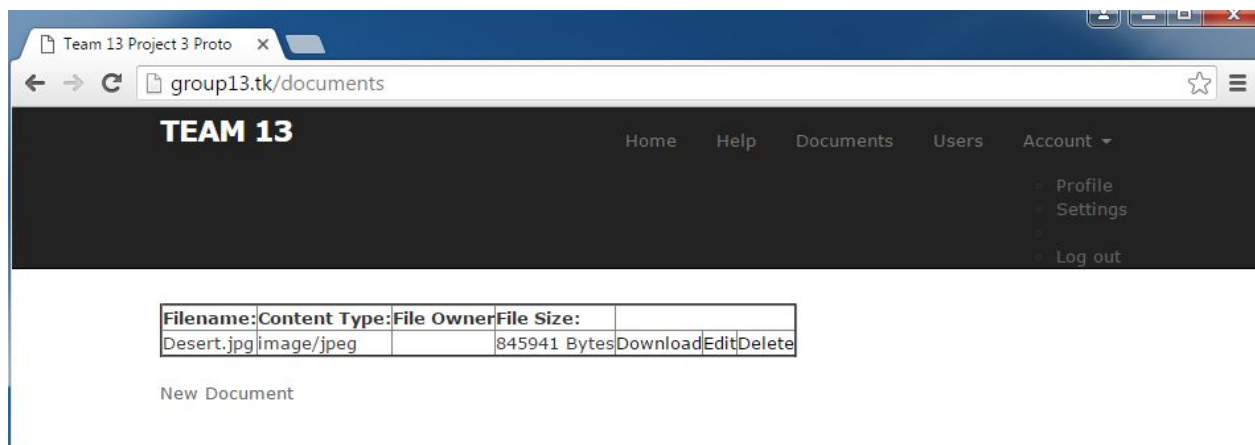 Team 13 Project 3 Proto
group13.tk/documents
TEAM 13 Home Help Documents Users Account
Profile
Settings
Log out
Filename: Content Type: File Owner File Size:
Desert.jpg image/jpeg 845941 Bytes Download Edit Delete
New Document